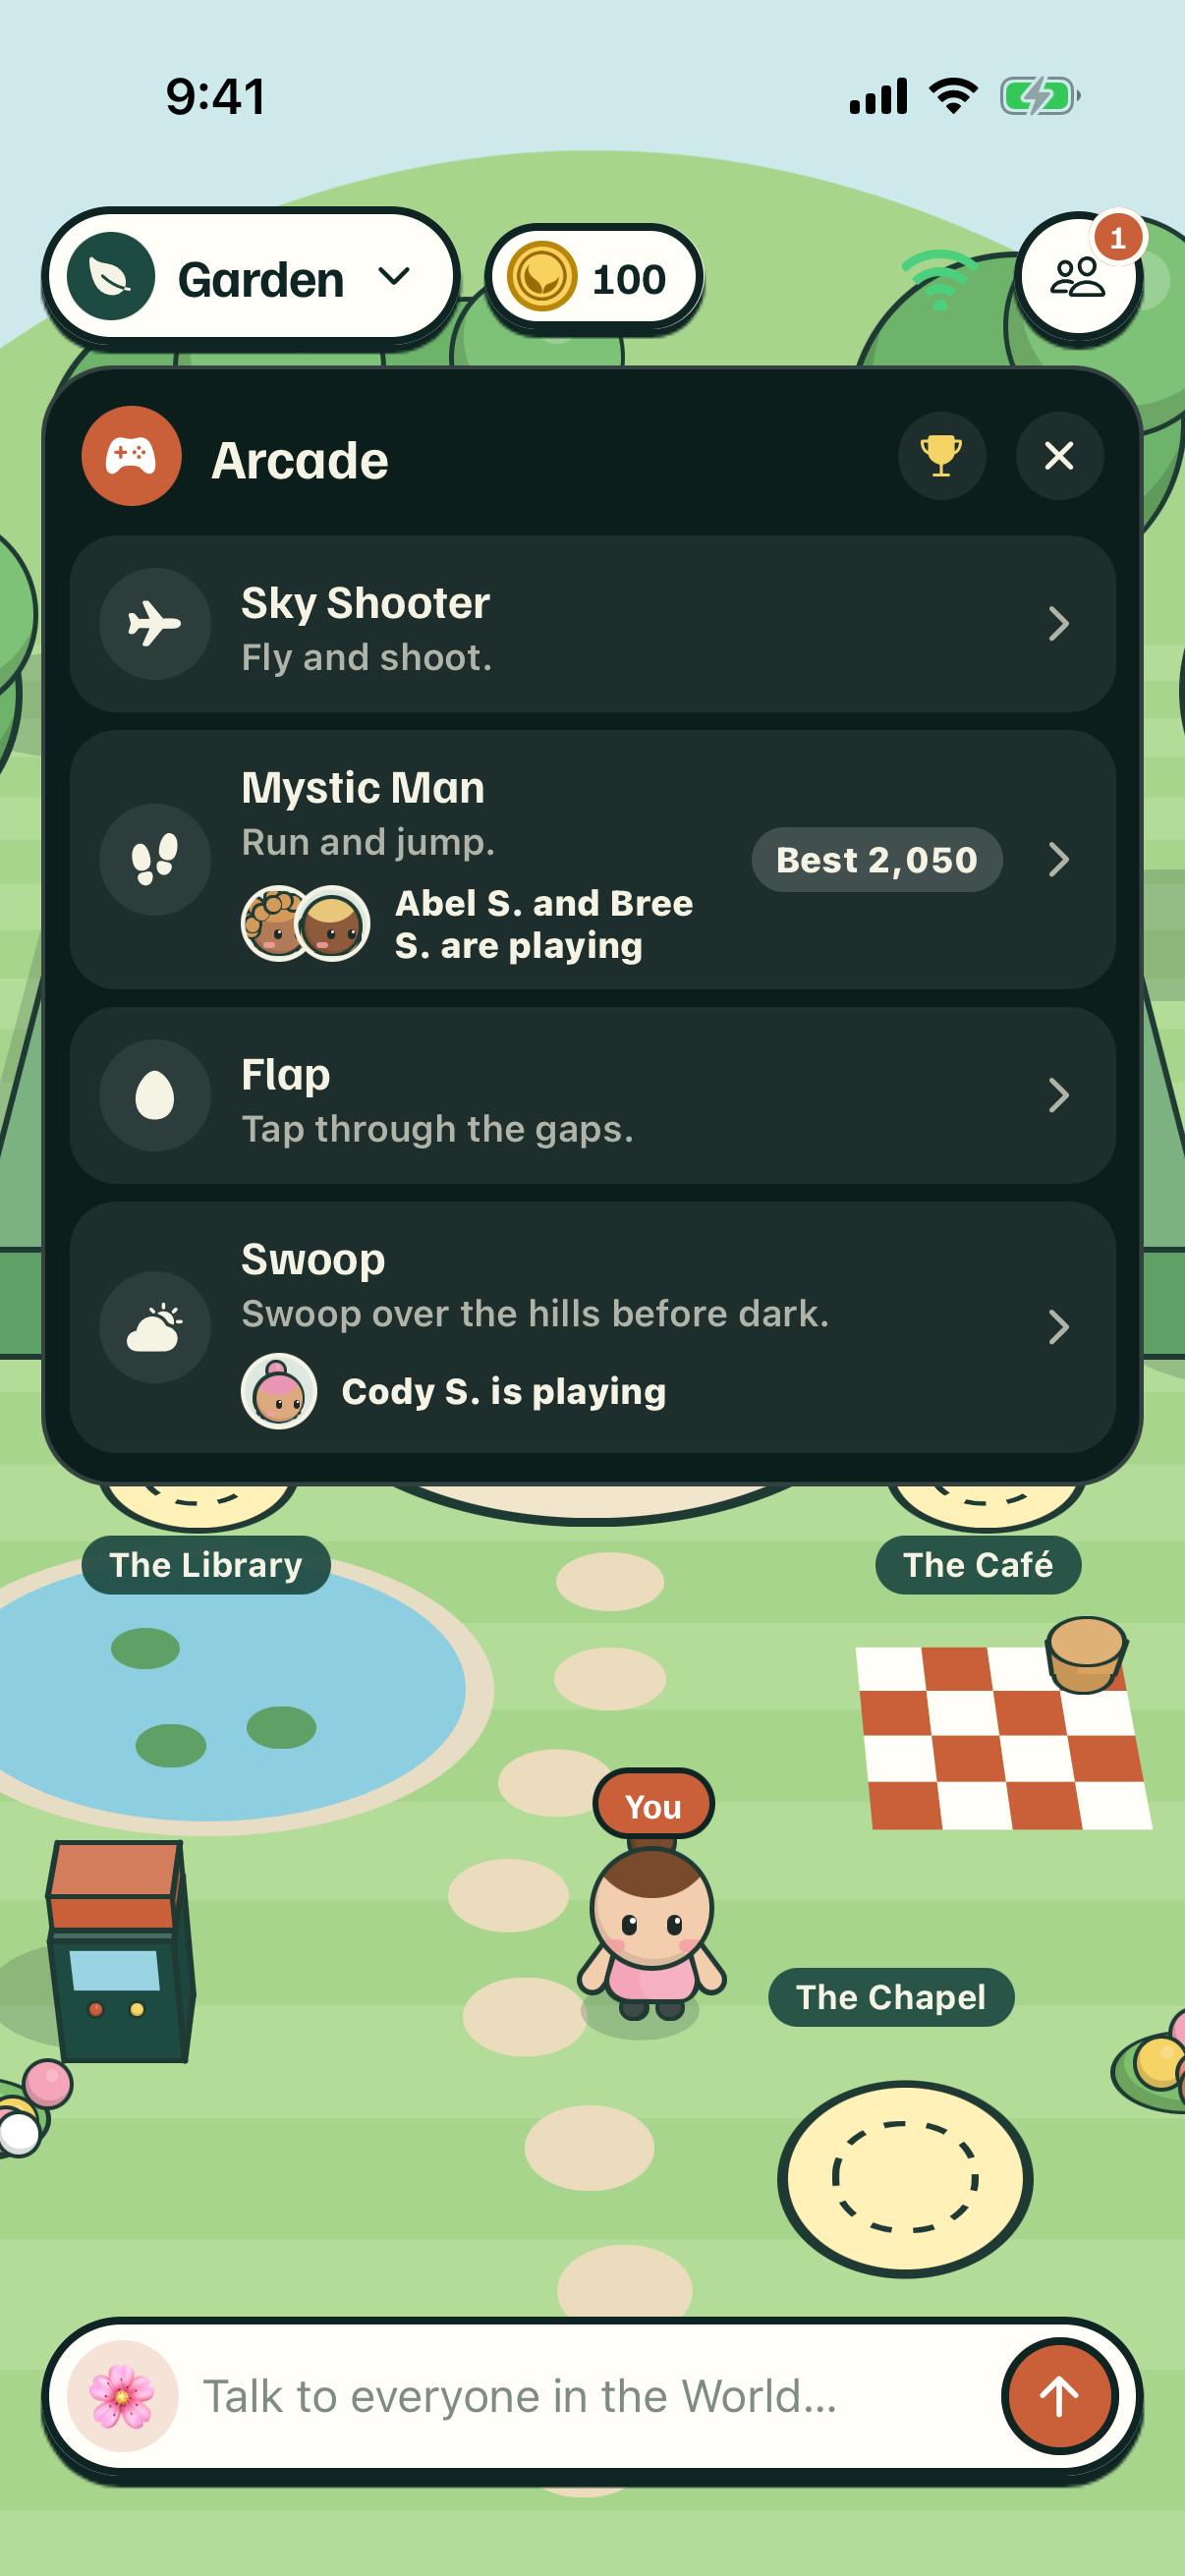 9:41
Garden
100
1
Arcade
Sky Shooter
Fly and shoot.
Mystic Man
Run and jump.
Best 2,050
Abel S. and Bree
S. are playing
Flap
Tap through the gaps.
Swoop
Swoop over the hills before dark.
Cody S. is playing
The Library
The Café
You
The Chapel
Talk to everyone in the World...